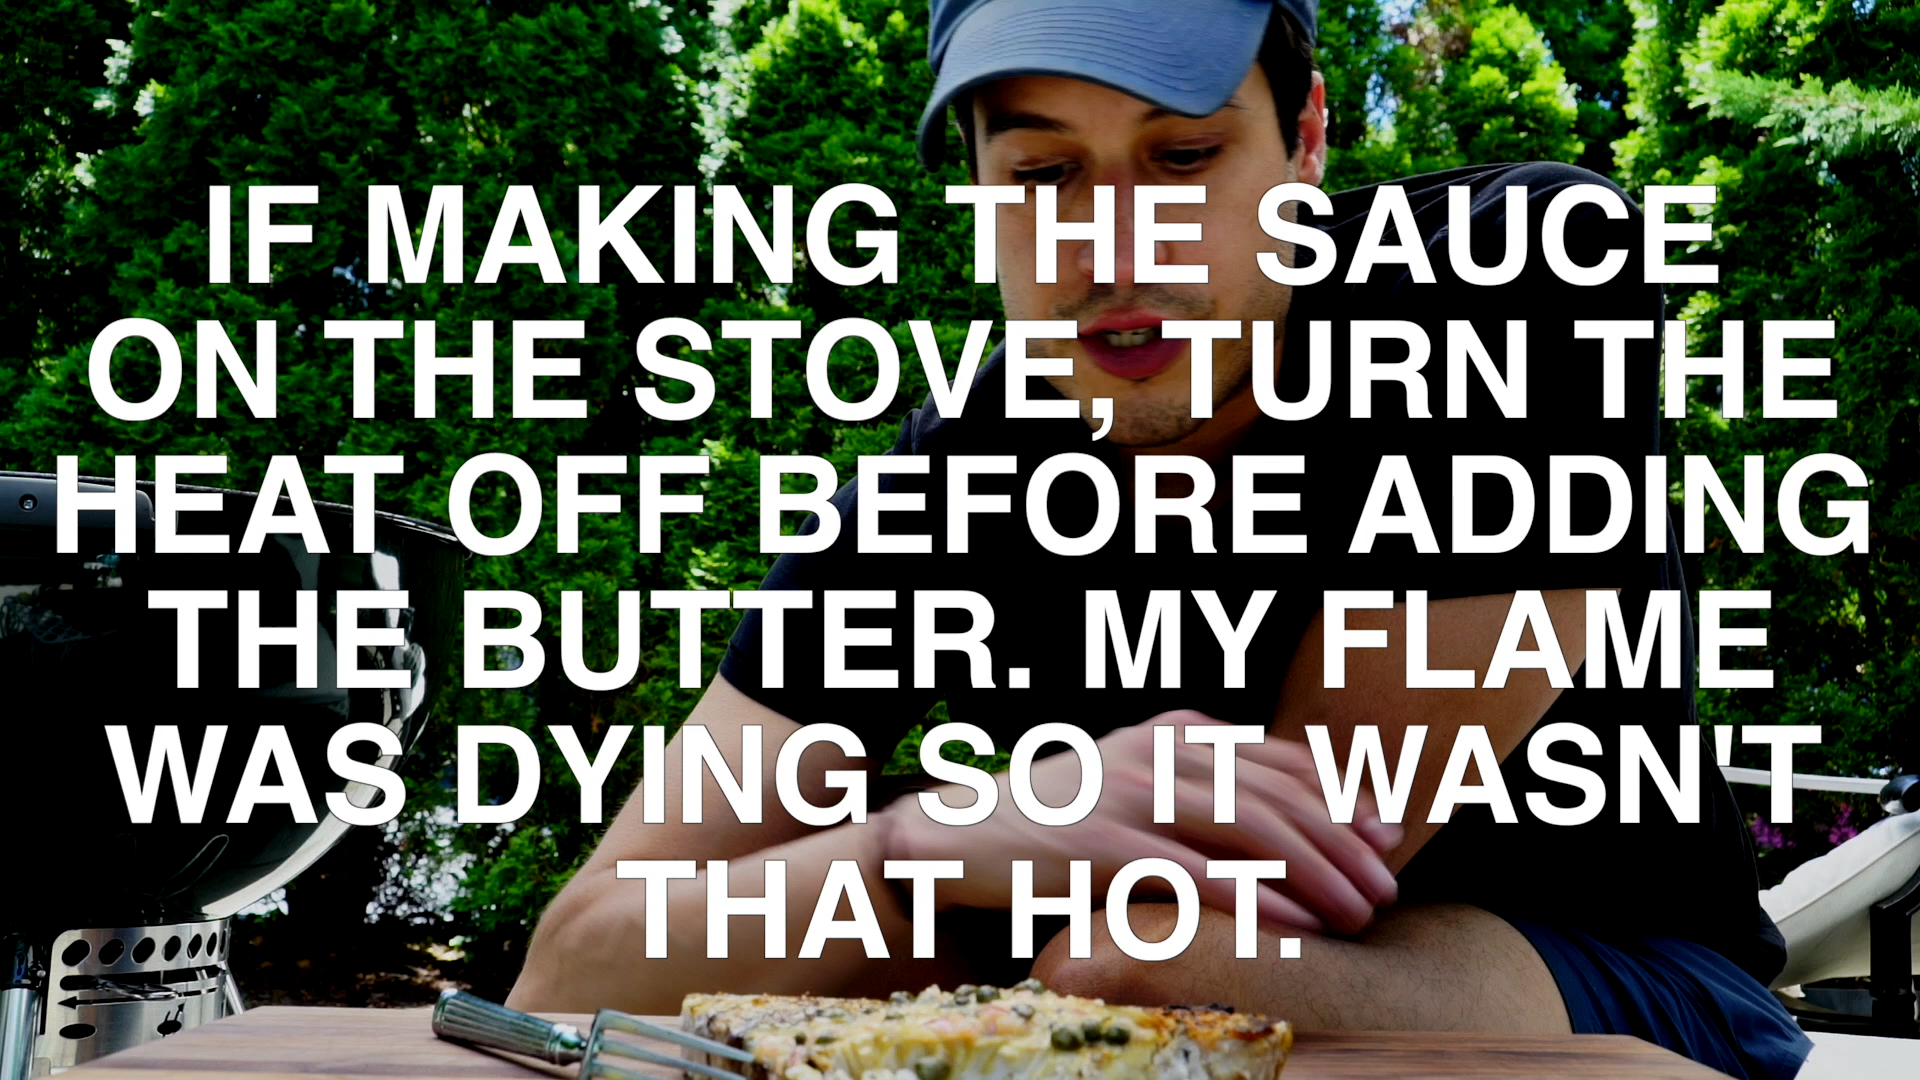 IF MAKING THE SAUCE
ON THE STOVE, TURN THE
HEAT OFF BEFORE ADDING
THE BUTTER. MY FLAME
WAS DYING SO IT WASN'T
THAT HOT.